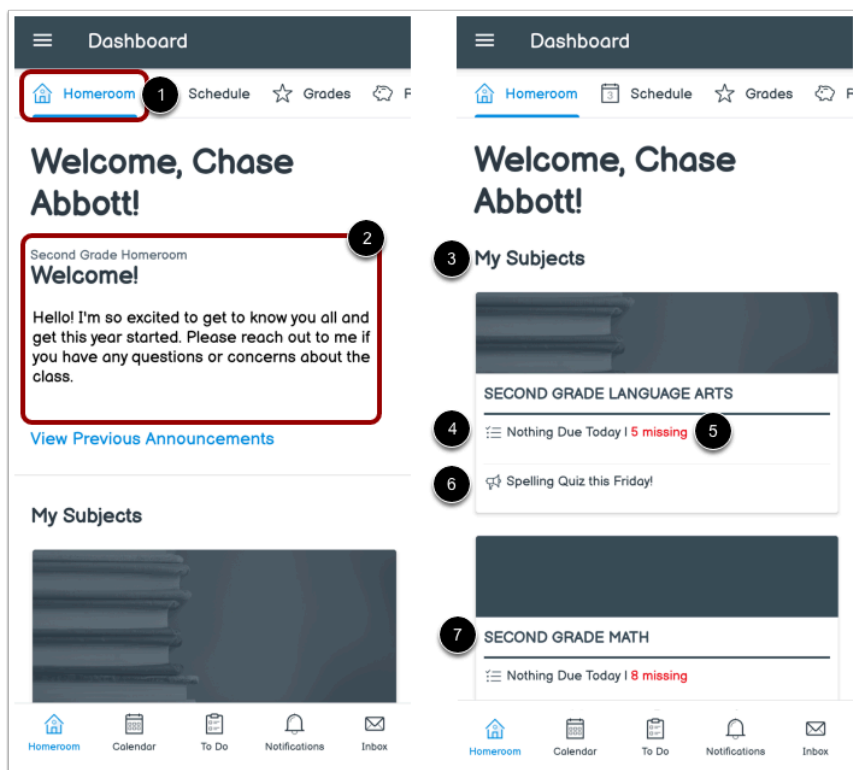 Dashboard
Homeroom 1 Schedule Grades F
Welcome, Chase
Abbott!
2
Second Grade Homeroom
Welcome!
Hello! I'm so excited to get to know you all and
get this year started. Please reach out to me if
you have any questions or concerns about the
class.
View Previous Announcements
My Subjects
Homeroom Calendar To Do Notifications Inbox
Dashboard
Homeroom 3 Schedule Grades F
Welcome, Chase
Abbott!
3 My Subjects
SECOND GRADE LANGUAGE ARTS
4 Nothing Due Today | 5 missing 5
6 Spelling Quiz this Friday!
7 SECOND GRADE MATH
Nothing Due Today | 8 missing
Homeroom Calendar To Do Notifications Inbox